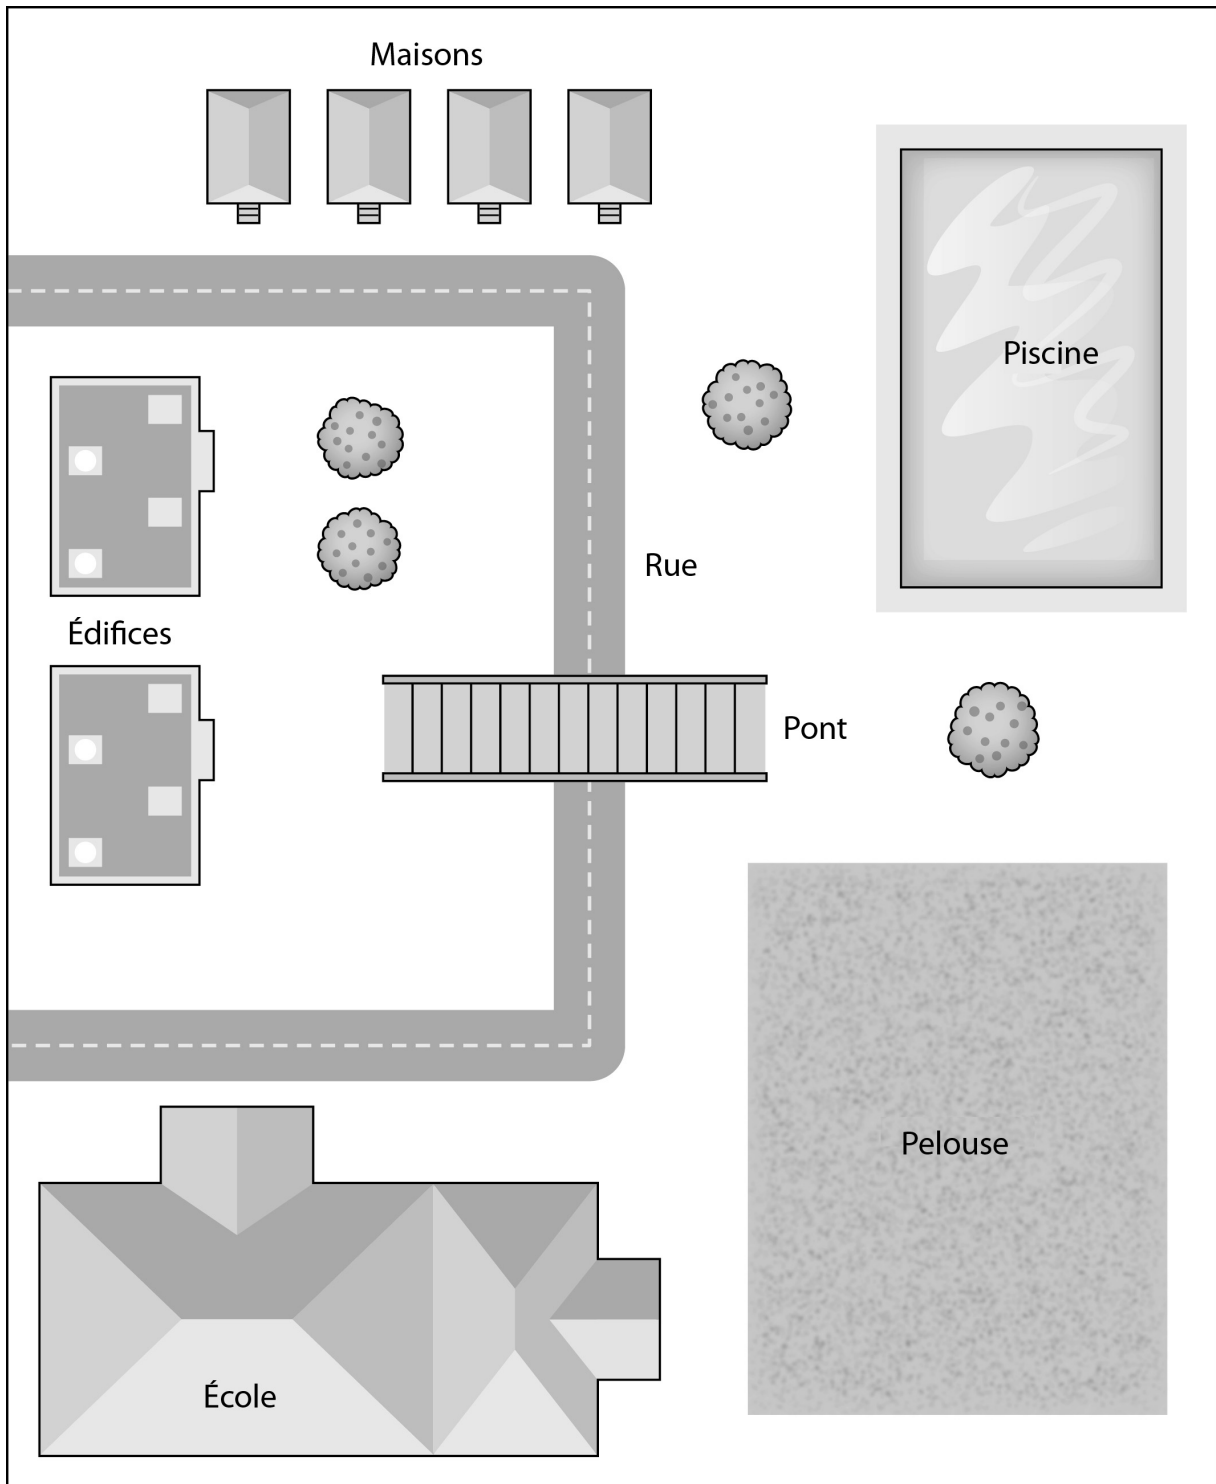 Maisons
Piscine
Rue
Édifices
Pont
Pelouse
École